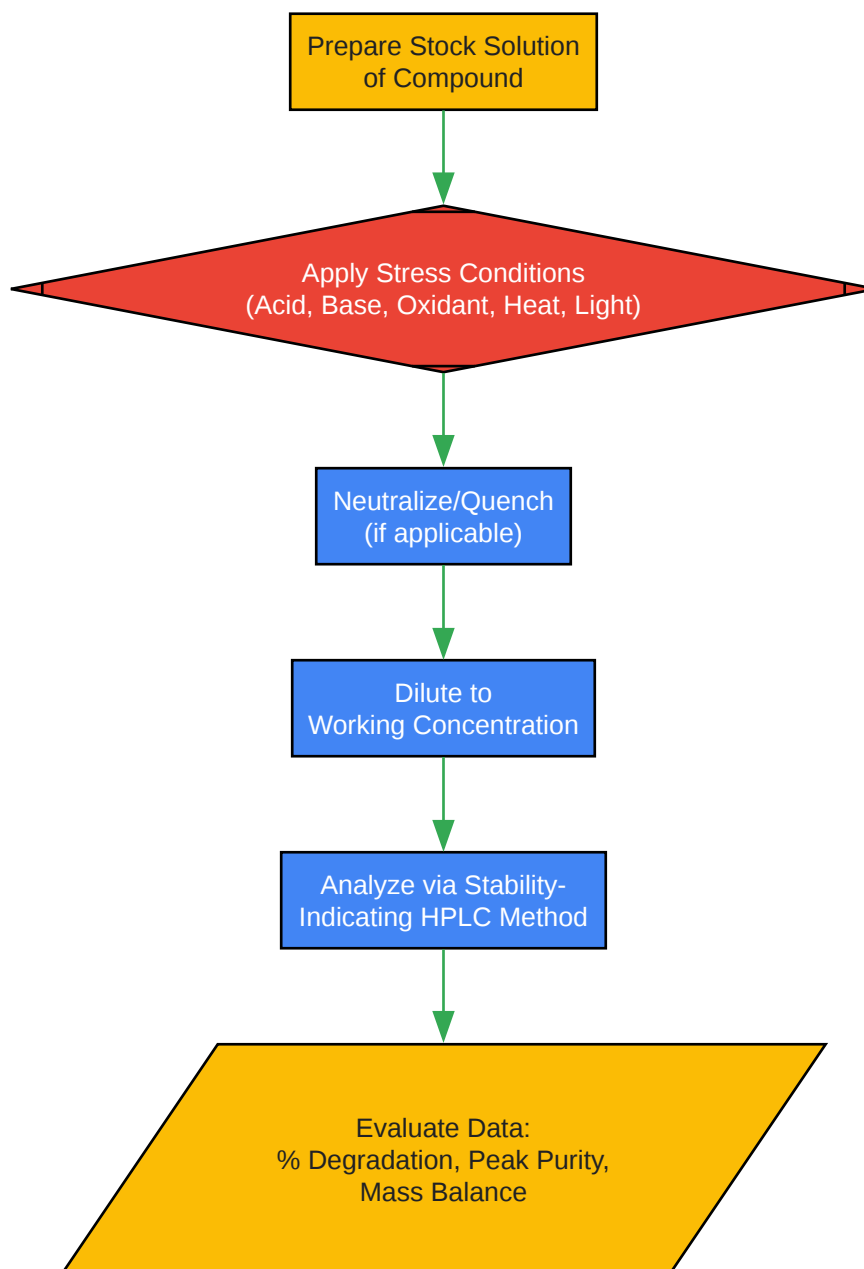 Prepare Stock Solution
of Compound
Apply Stress Conditions
(Acid, Base, Oxidant, Heat, Light)
Neutralize/Quench
(if applicable)
Dilute to
Working Concentration
Analyze via Stability-
Indicating HPLC Method
Evaluate Data:
% Degradation, Peak Purity,
Mass Balance